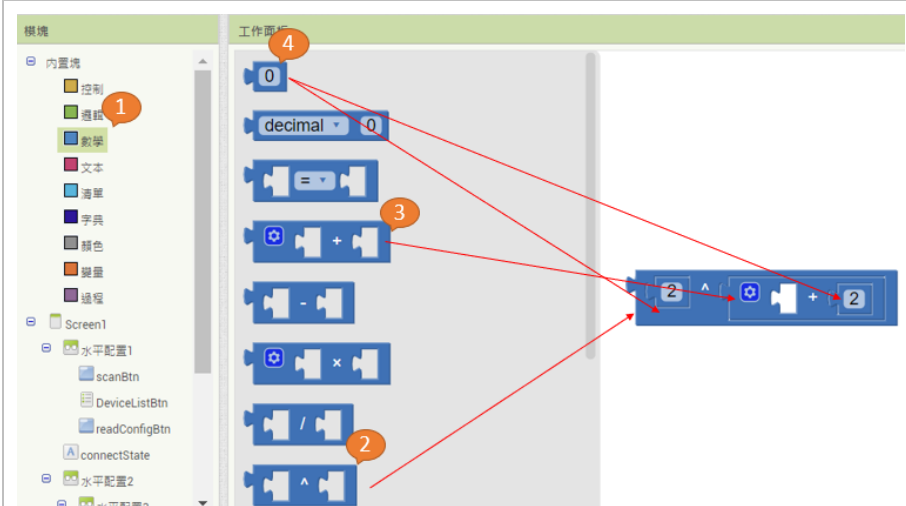 模塊
工作面板
內置塊
控制
邏輯
數學
文本
清單
字典
顏色
變量
過程
Screen1
水平配置1
scanBtn
DeviceListBtn
readConfigBtn
connectState
水平配置2
1
4
0
decimal 0
=
3
+
-
×
/
2
^
2 ^ + 2